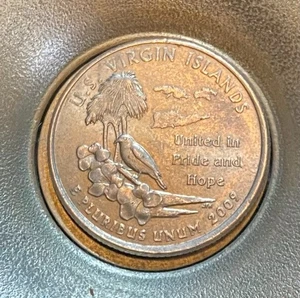 U.S. VIRGIN ISLANDS
United in
Pride and
Hope
E PLURIBUS UNUM 2009